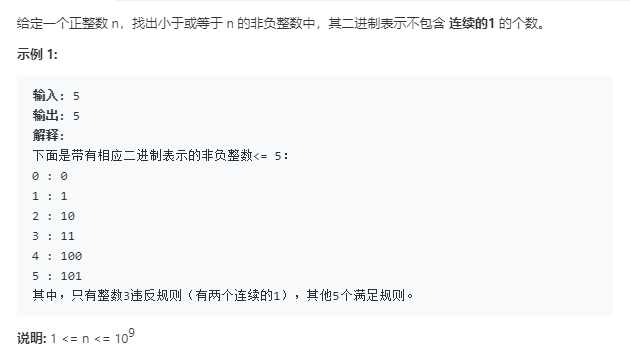 给定一个正整数 n，找出小于或等于 n 的非负整数中，其二进制表示不包含 连续的1 的个数。
示例 1:
输入: 5
输出: 5
解释:
下面是带有相应二进制表示的非负整数<= 5：
0 : 0
1 : 1
2 : 10
3 : 11
4 : 100
5 : 101
其中，只有整数3违反规则（有两个连续的1），其他5个满足规则。
说明: 1 <= n <= 10⁹